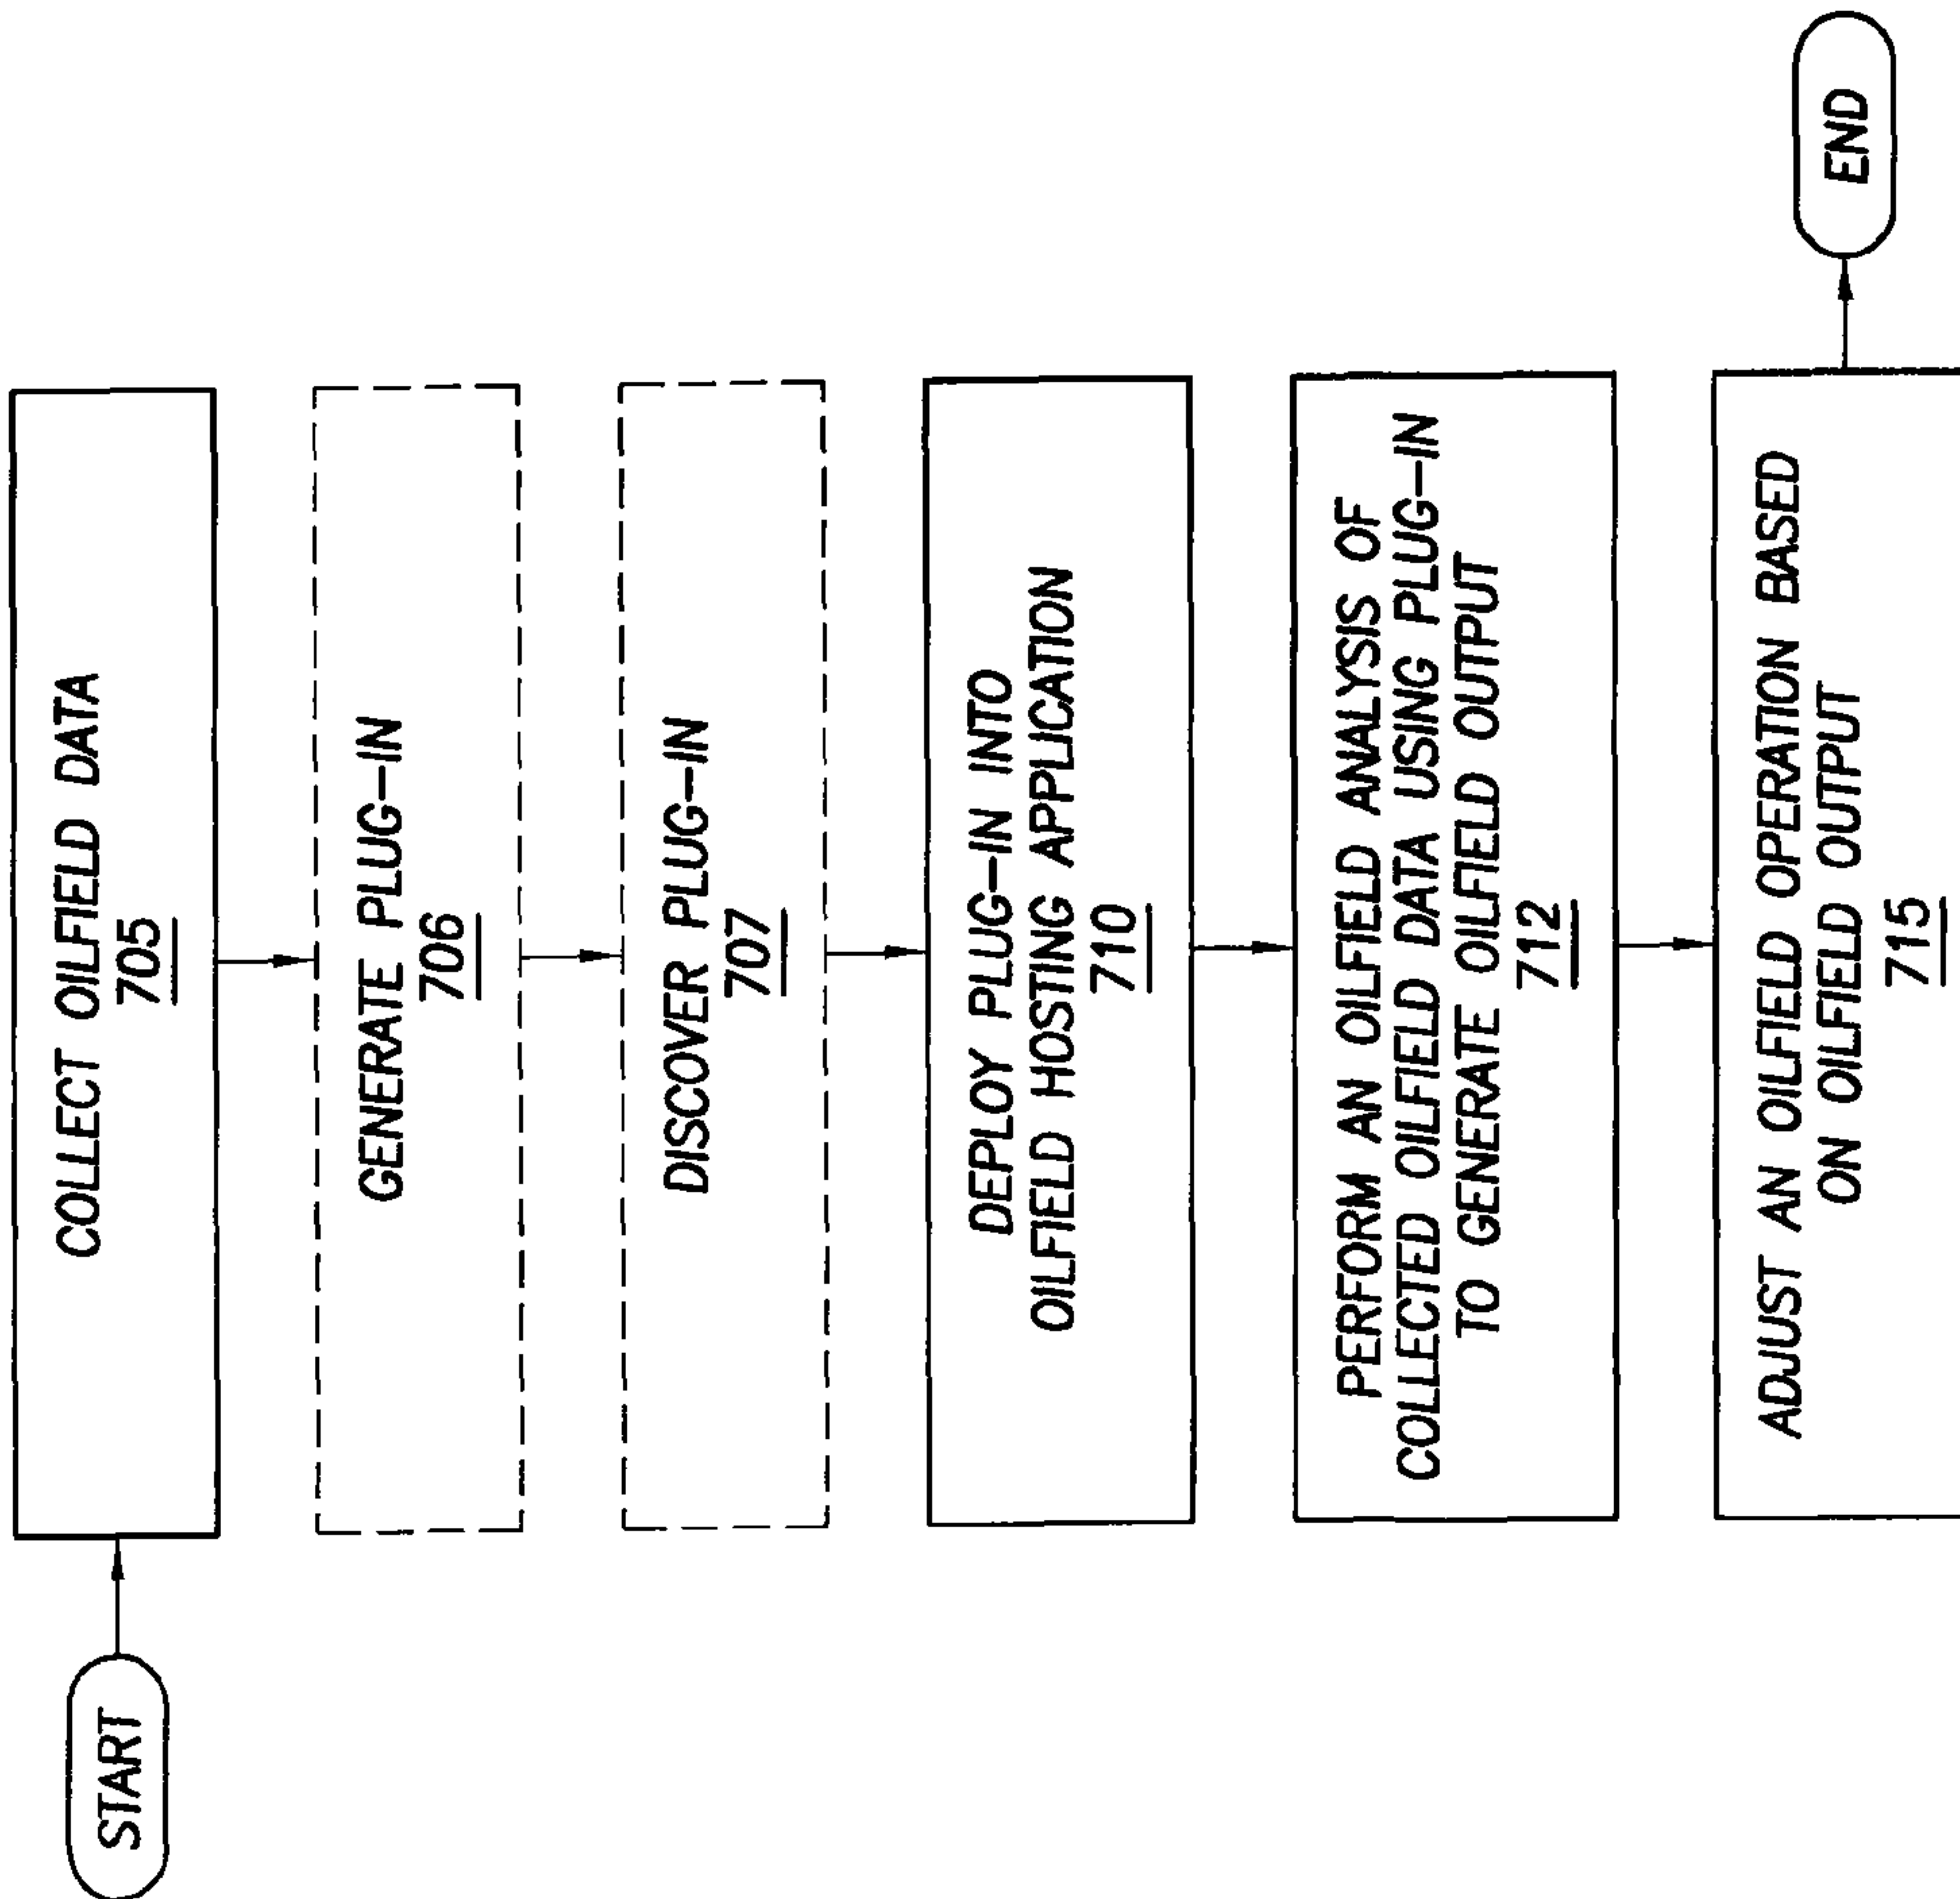 START
COLLECT OILFIELD DATA
705
GENERATE PLUG-IN
706
DISCOVER PLUG-IN
707
DEPLOY PLUG-IN INTO
OILFIELD HOSTING APPLICATION
710
PERFORM AN OILFIELD ANALYSIS OF
COLLECTED OILFIELD DATA USING PLUG-IN
TO GENERATE OILFIELD OUTPUT
712
ADJUST AN OILFIELD OPERATION BASED
ON OILFIELD OUTPUT
715
END